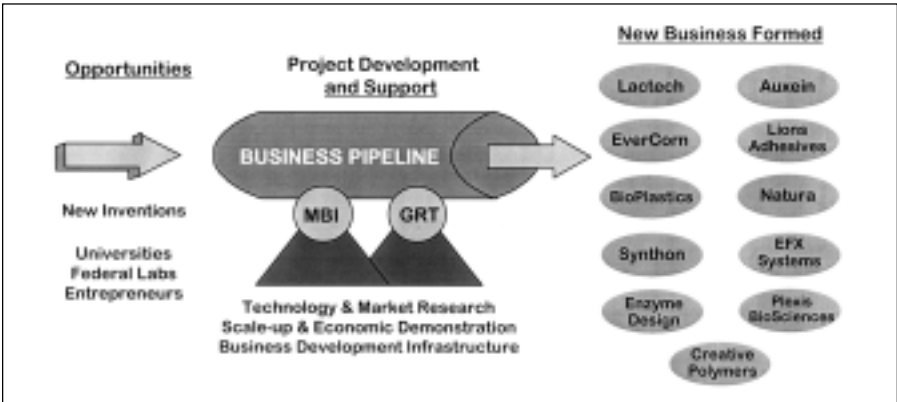 Opportunities
New Inventions
Universities
Federal Labs
Entrepreneurs
Project Development
and Support
BUSINESS PIPELINE
MBI
GRT
Technology & Market Research
Scale-up & Economic Demonstration
Business Development Infrastructure
New Business Formed
Lactech
Auxein
EverCorn
Lions
Adhesives
BioPlastics
Natura
Synthon
EFX
Systems
Enzyme
Design
Plexis
BioSciences
Creative
Polymers